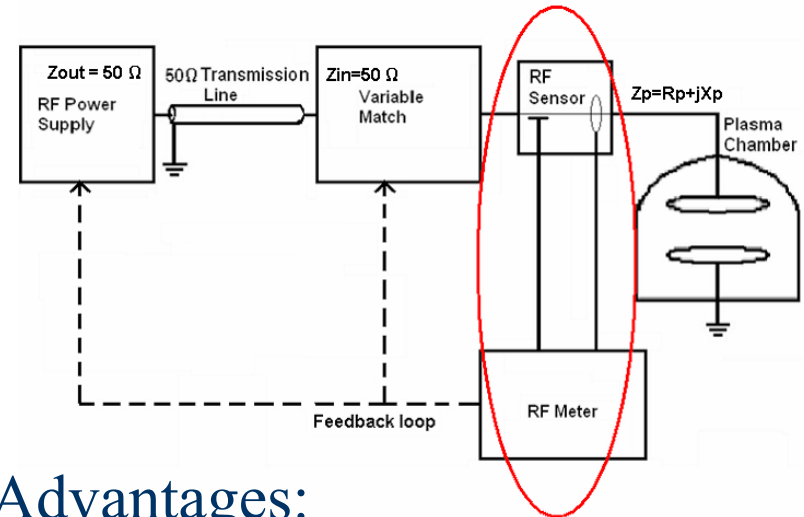 Zout = 50 Ω
RF Power
Supply
50Ω Transmission
Line
Zin=50 Ω
Variable
Match
RF
Sensor
Zp=Rp+jXp
Plasma
Chamber
Feedback loop
RF Meter
Advantages: